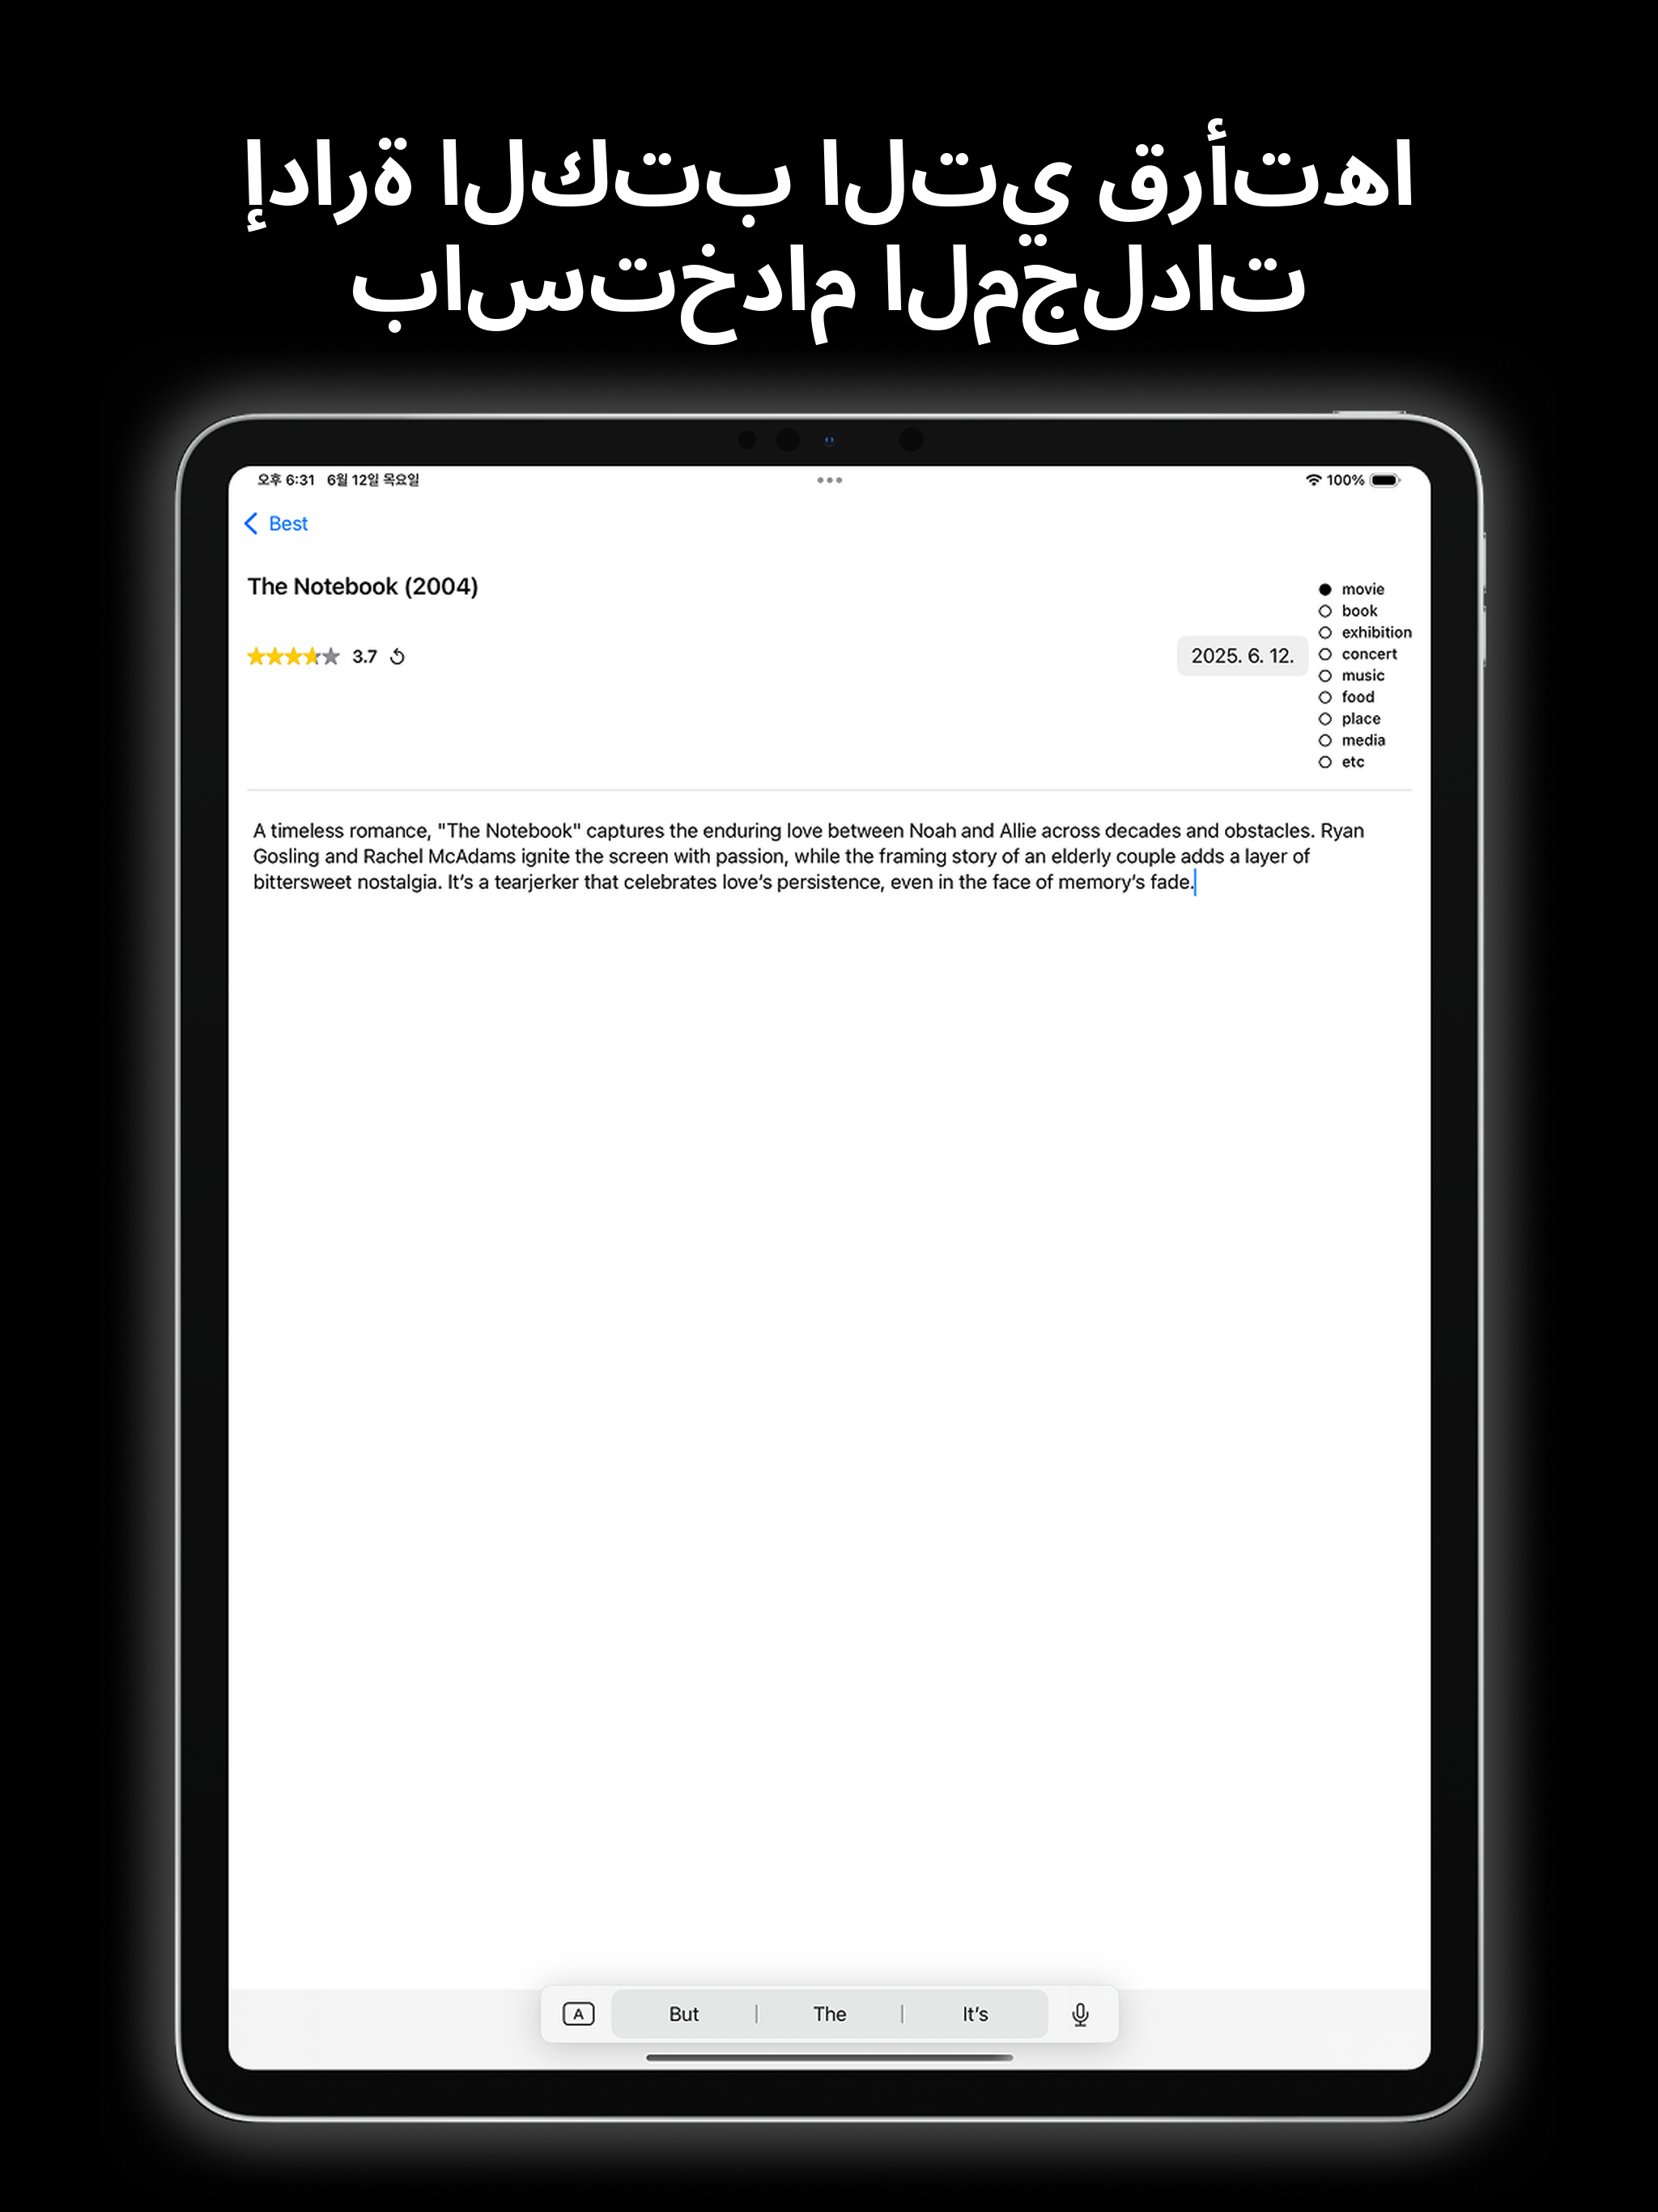 إدارة الكتب التي قرأتها
باستخدام المجلدات
오후 6:31 6월 12일 목요일
100%
Best
The Notebook (2004)
3.7
2025. 6. 12.
movie
book
exhibition
concert
music
food
place
media
etc
A timeless romance, "The Notebook" captures the enduring love between Noah and Allie across decades and obstacles. Ryan
Gosling and Rachel McAdams ignite the screen with passion, while the framing story of an elderly couple adds a layer of
bittersweet nostalgia. It’s a tearjerker that celebrates love’s persistence, even in the face of memory’s fade.
A But The It’s